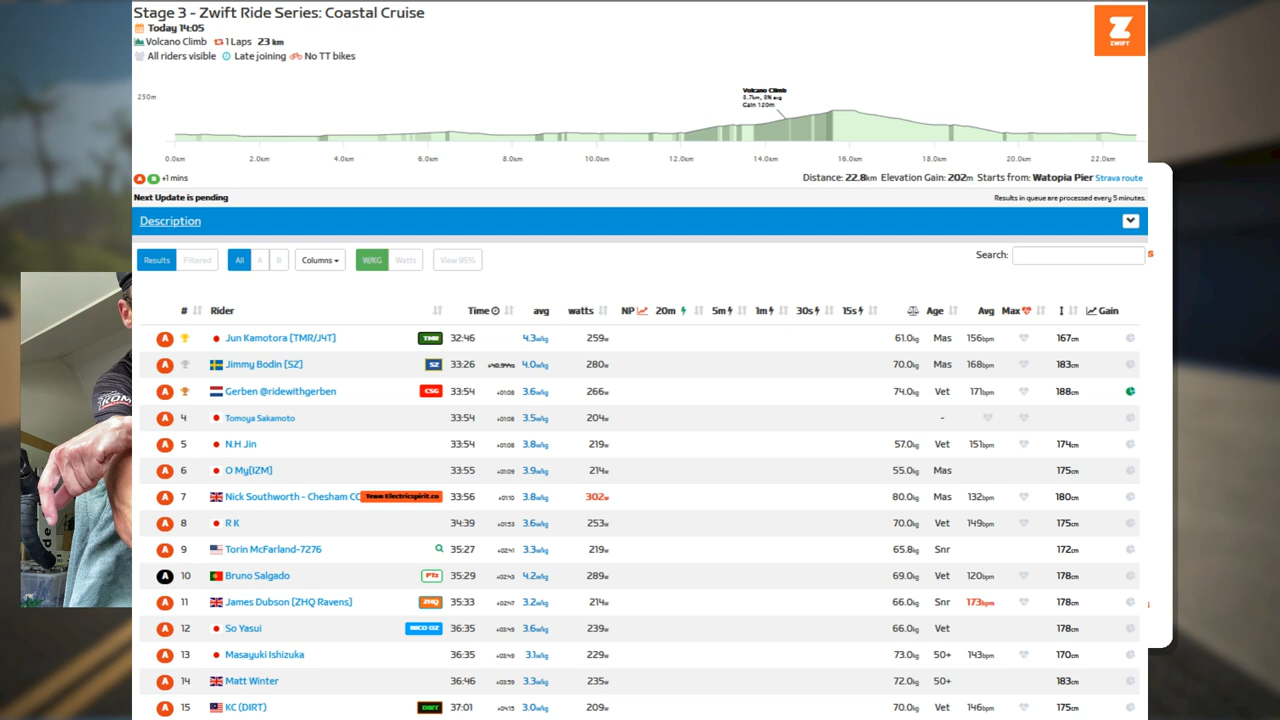 Stage 3 - Zwift Ride Series: Coastal Cruise
Today 14:05
Volcano Climb 1 Laps 23 km
All riders visible Late joining No TT bikes
ZWIFT
250m
Volcano Climb
Gain 120m
0.0km 2.0km 4.0km 6.0km 8.0km 10.0km 12.0km 14.0km 16.0km 18.0km 20.0km 22.0km
A B +1 mins Distance: 22.8km Elevation Gain: 202m Starts from: Watopia Pier Strava route
Next Update is pending Results in queue are processed every 5 minutes.
Description
Results Filtered All A B Columns W/KG Watts View 95% Search:
# Rider Time avg watts NP 20m 5m 1m 30s 15s Age Avg Max Gain
A Jun Kamotora [TMR/J4T] TMR 32:46 4.3w/kg 259w 61.0kg Mas 156bpm 167cm
A Jimmy Bodin [SZ] SZ 33:26 4.0w/kg 280w 70.0kg Mas 168bpm 183cm
A Gerben @ridewithgerben CSG 33:54 +01:08 3.6w/kg 266w 74.0kg Vet 171bpm 188cm
A 4 Tomoya Sakamoto 33:54 +01:08 3.5w/kg 204w -
A 5 N.H Jin 33:54 +01:08 3.8w/kg 219w 57.0kg Vet 151bpm 174cm
A 6 O My[IZM] 33:55 +01:09 3.9w/kg 214w 55.0kg Mas 175cm
A 7 Nick Southworth - Chesham CC Team Electricspirit.co 33:56 +01:10 3.8w/kg 302w 80.0kg Mas 132bpm 180cm
A 8 R K 34:39 +01:53 3.6w/kg 253w 70.0kg Vet 149bpm 175cm
A 9 Torin McFarland-7276 35:27 +02:41 3.3w/kg 219w 65.8kg Snr 172cm
A 10 Bruno Salgado PTz 35:29 +02:43 4.2w/kg 289w 69.0kg Vet 120bpm 178cm
A 11 James Dubson [ZHQ Ravens] ZHQ 35:33 +02:47 3.2w/kg 214w 66.0kg Snr 173bpm 178cm
A 12 So Yasui NICO OZ 36:35 +03:49 3.6w/kg 239w 66.0kg Vet 178cm
A 13 Masayuki Ishizuka 36:35 +03:49 3.1w/kg 229w 73.0kg 50+ 143bpm 170cm
A 14 Matt Winter 36:46 +03:59 3.3w/kg 235w 72.0kg 50+ 183cm
A 15 KC (DIRT) DIRT 37:01 +04:15 3.0w/kg 209w 70.0kg Vet 146bpm 175cm